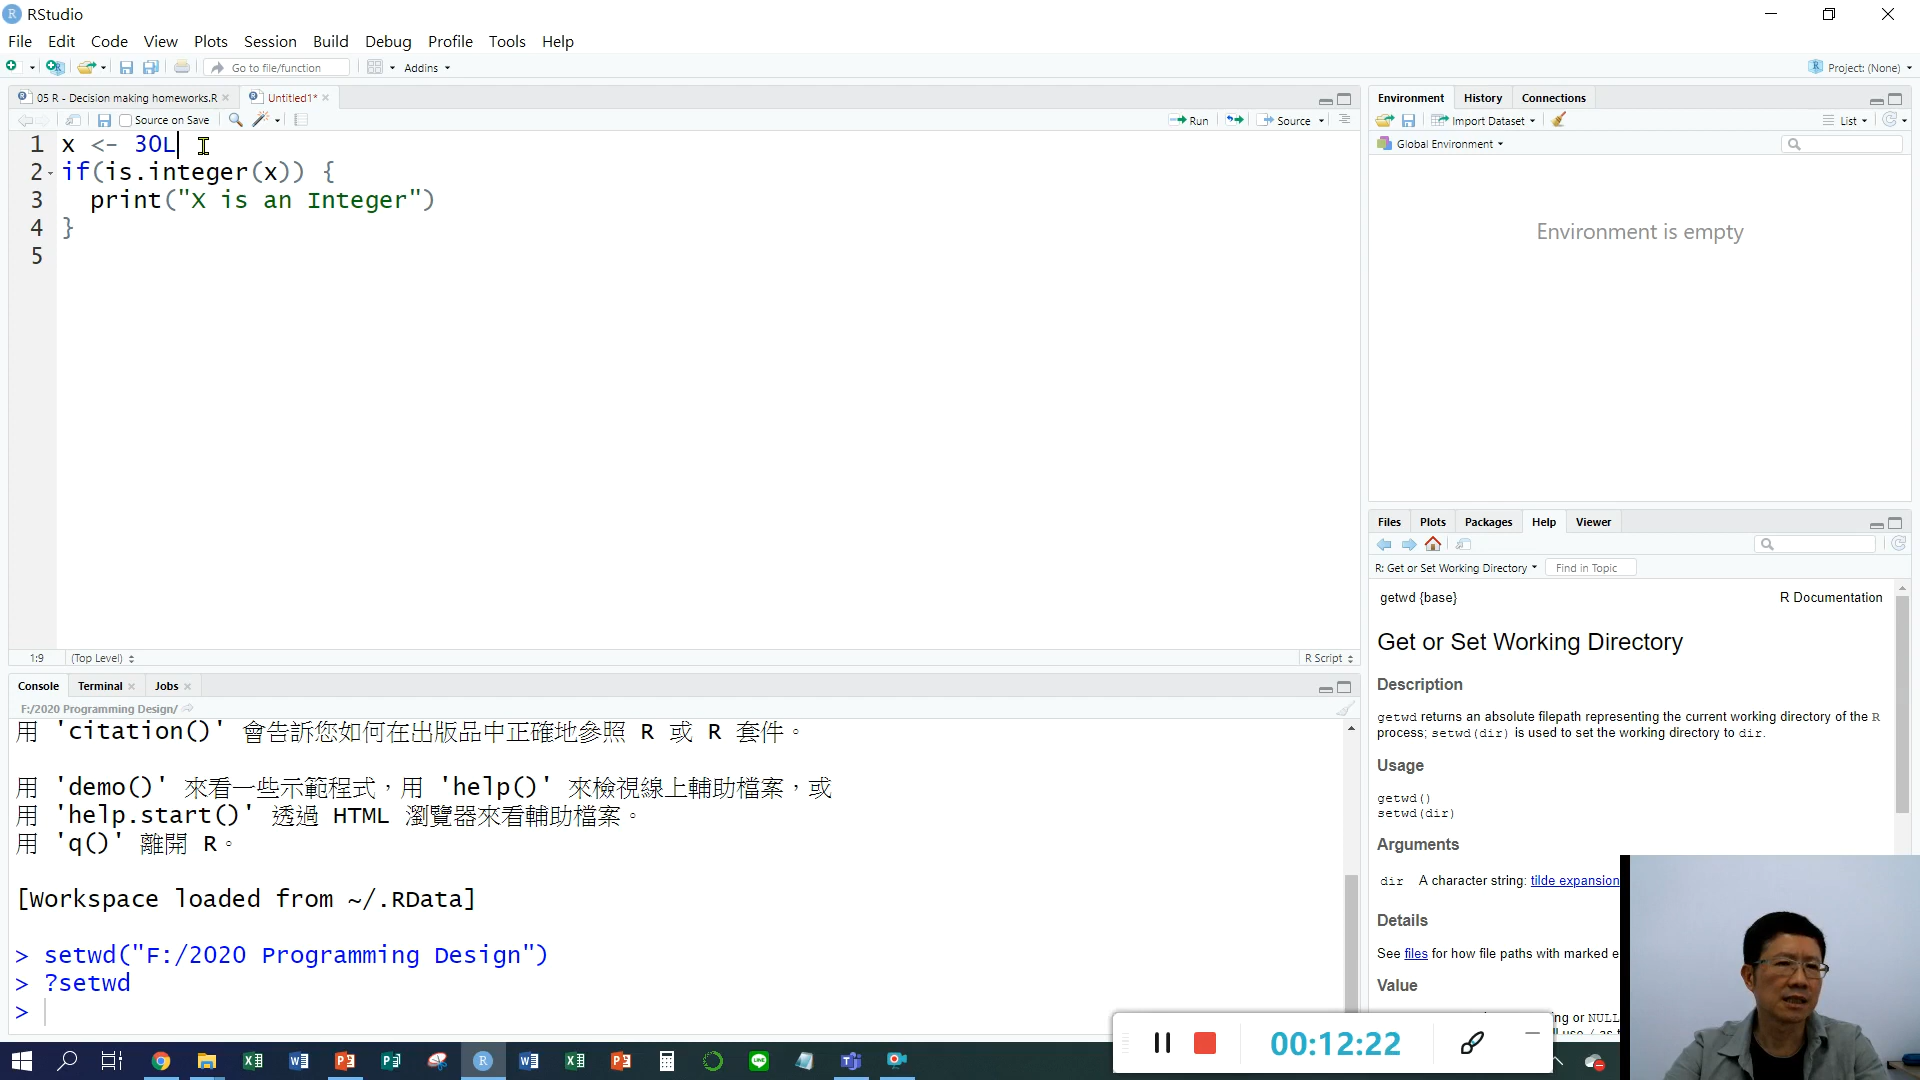 RStudio
File Edit Code View Plots Session Build Debug Profile Tools Help
Go to file/function Addins Project: (None)
05 R - Decision making homeworks.R Untitled1*
Source on Save Run Source
1 x <- 30L
2 if(is.integer(x)) {
3 print("X is an Integer")
4 }
5
1:9 (Top Level) R Script
Console Terminal Jobs
F:/2020 Programming Design/
用 'citation()' 會告訴您如何在出版品中正確地參照 R 或 R 套件。
用 'demo()' 來看一些示範程式，用 'help()' 來檢視線上輔助檔案，或
用 'help.start()' 透過 HTML 瀏覽器來看輔助檔案。
用 'q()' 離開 R。
[Workspace loaded from ~/.RData]
> setwd("F:/2020 Programming Design")
> ?setwd
>
Environment History Connections
Import Dataset List
Global Environment
Environment is empty
Files Plots Packages Help Viewer
R: Get or Set Working Directory Find in Topic
getwd {base} R Documentation
Get or Set Working Directory
Description
getwd returns an absolute filepath representing the current working directory of the R
process; setwd(dir) is used to set the working directory to dir.
Usage
getwd()
setwd(dir)
Arguments
dir A character string: tilde expansion
Details
See files for how file paths with marked e
Value
ing or NULL
00:12:22